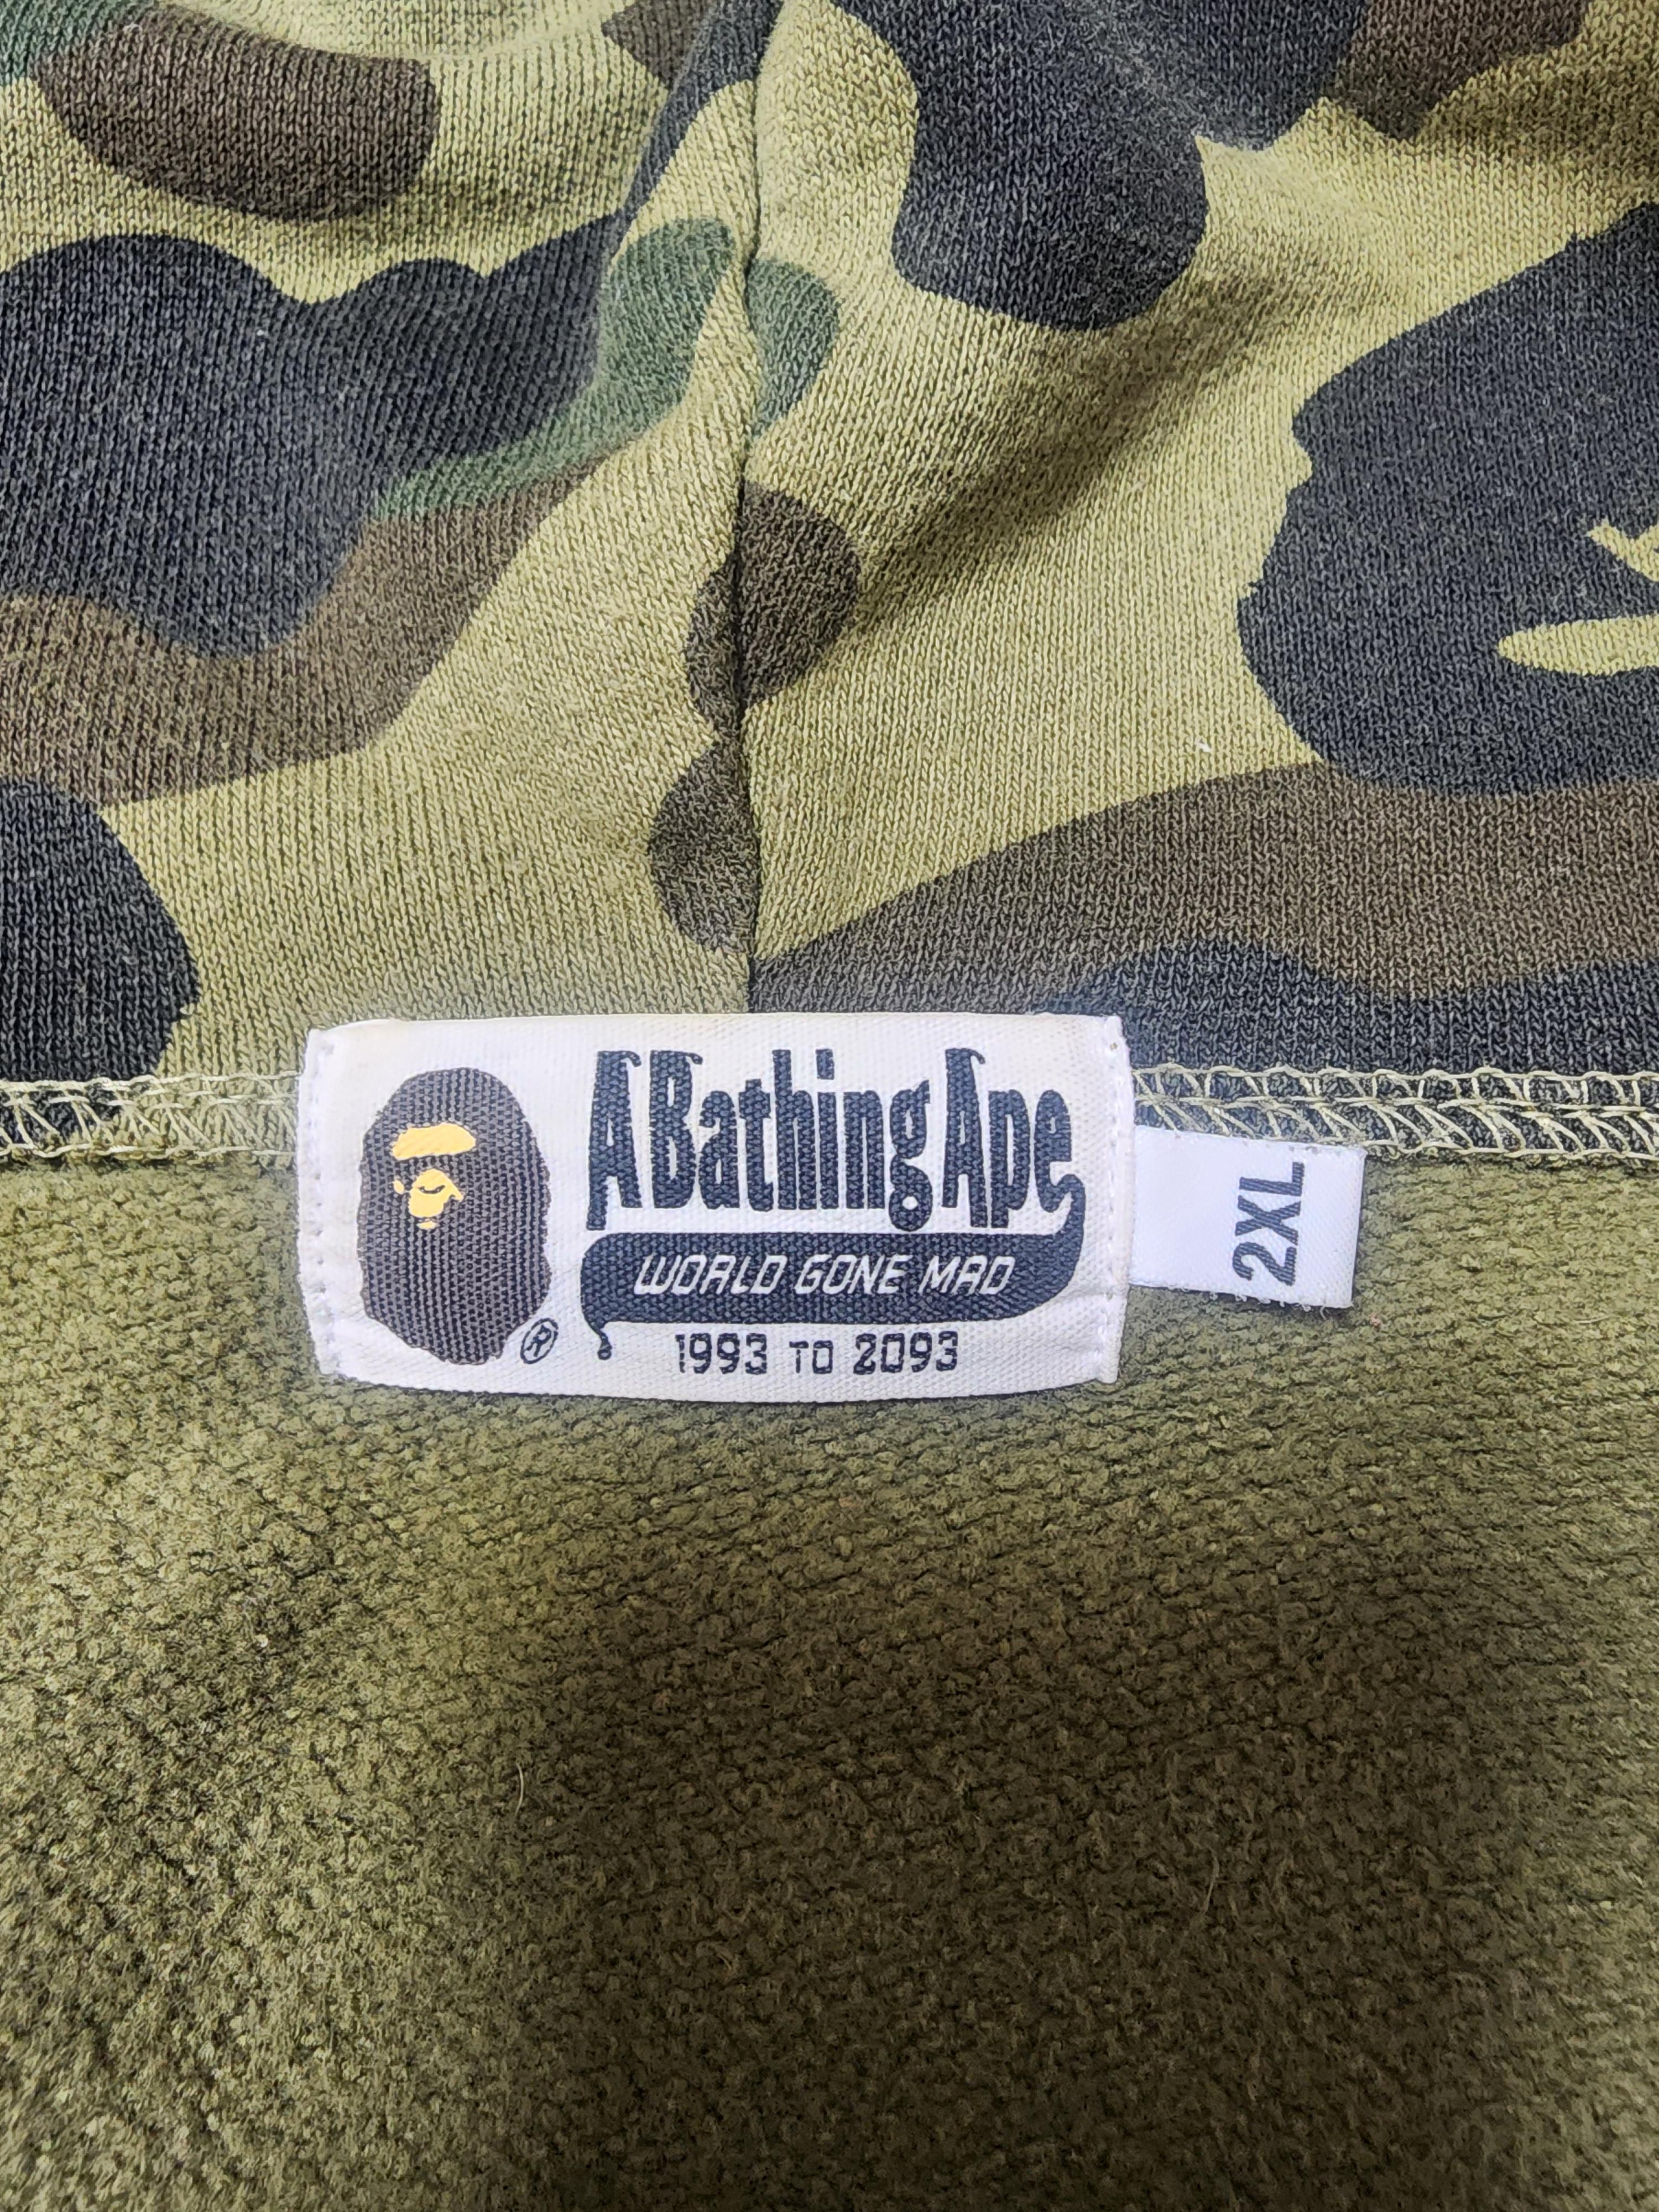 A Bathing Ape
WORLD GONE MAD
®
1993 TO 2093
2XL